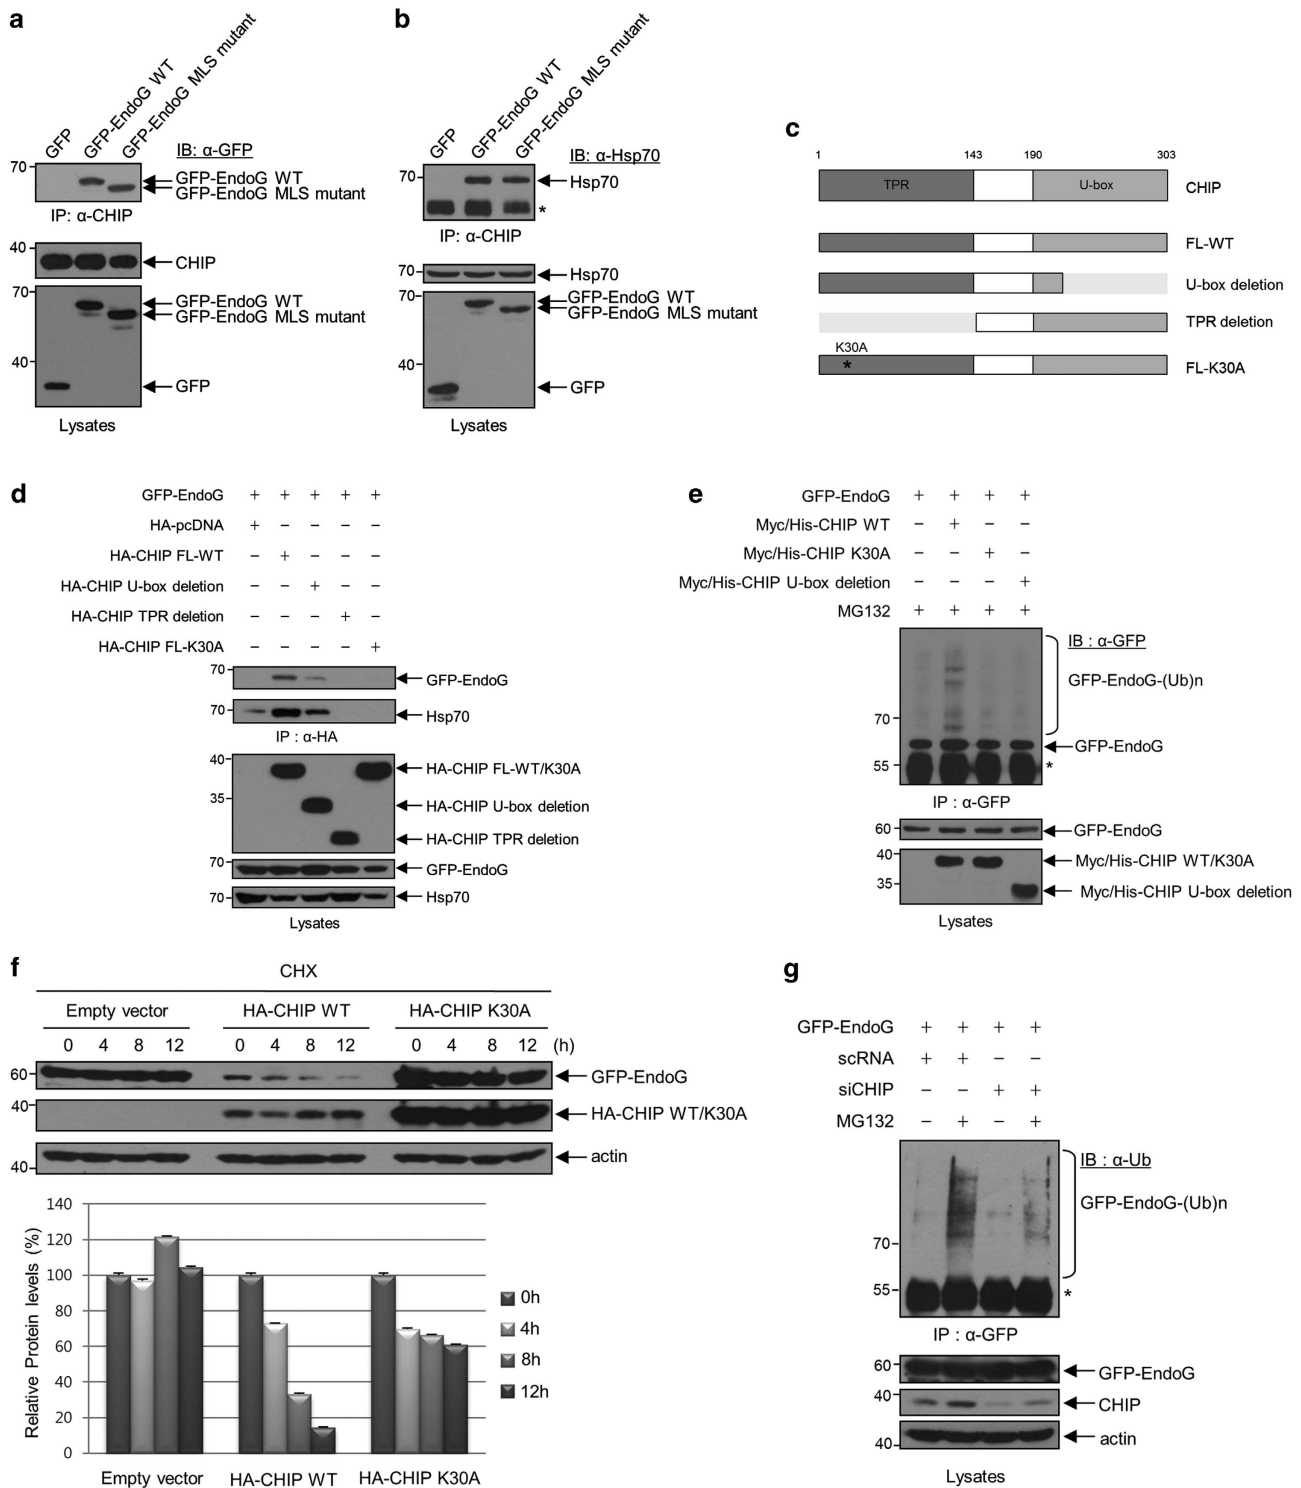 a
GFP
GFP-EndoG WT
GFP-EndoG MLS mutant
IB: α-GFP
70
GFP-EndoG WT
GFP-EndoG MLS mutant
IP: α-CHIP
40
CHIP
70
GFP-EndoG WT
GFP-EndoG MLS mutant
40
GFP
Lysates
b
GFP
GFP-EndoG WT
GFP-EndoG MLS mutant
IB: α-Hsp70
70
Hsp70
*
IP: α-CHIP
70
Hsp70
70
GFP-EndoG WT
GFP-EndoG MLS mutant
40
GFP
Lysates
c
1 143 190 303
TPR U-box CHIP
FL-WT
U-box deletion
TPR deletion
K30A
* FL-K30A
d
GFP-EndoG + + + + +
HA-pcDNA + − − − −
HA-CHIP FL-WT − + − − −
HA-CHIP U-box deletion − − + − −
HA-CHIP TPR deletion − − − + −
HA-CHIP FL-K30A − − − − +
70
GFP-EndoG
70
Hsp70
IP : α-HA
40
HA-CHIP FL-WT/K30A
35
HA-CHIP U-box deletion
HA-CHIP TPR deletion
70
GFP-EndoG
70
Hsp70
Lysates
e
GFP-EndoG + + + +
Myc/His-CHIP WT − + − −
Myc/His-CHIP K30A − − + −
Myc/His-CHIP U-box deletion − − − +
MG132 + + + +
IB : α-GFP
GFP-EndoG-(Ub)n
70
GFP-EndoG
55 *
IP : α-GFP
60
GFP-EndoG
40
Myc/His-CHIP WT/K30A
35
Myc/His-CHIP U-box deletion
Lysates
f
CHX
Empty vector HA-CHIP WT HA-CHIP K30A
0 4 8 12 0 4 8 12 0 4 8 12 (h)
60
GFP-EndoG
40
HA-CHIP WT/K30A
actin
40
Relative Protein levels (%)
140
120
100
80
60
40
20
0
0h
4h
8h
12h
Empty vector HA-CHIP WT HA-CHIP K30A
g
GFP-EndoG + + + +
scRNA + + − −
siCHIP − − + +
MG132 − + − +
IB : α-Ub
GFP-EndoG-(Ub)n
70
55 *
IP : α-GFP
60
GFP-EndoG
40
CHIP
40
actin
Lysates